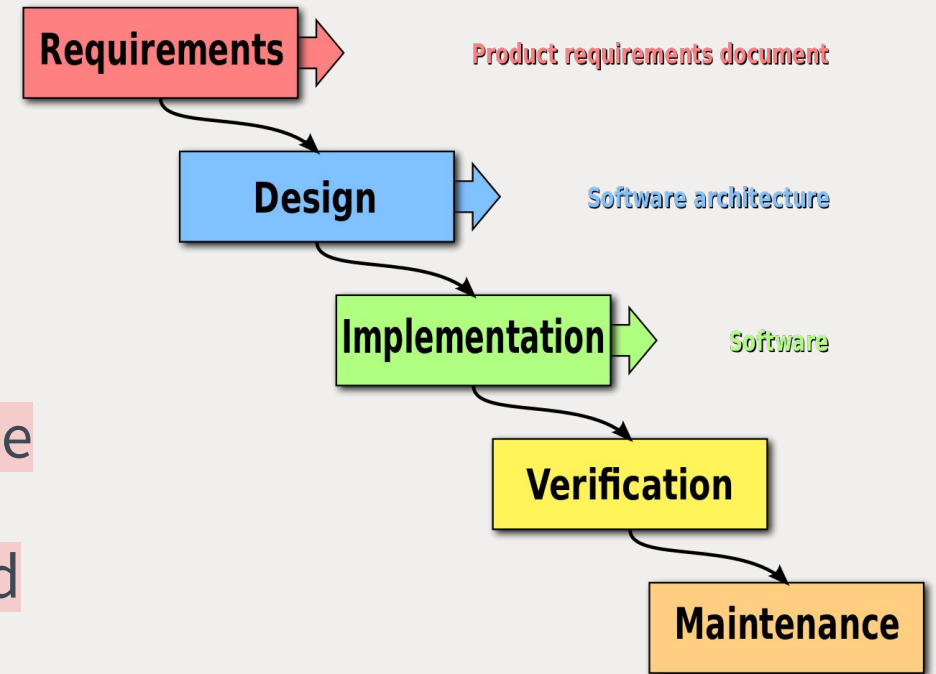 Requirements
Product requirements document
Design
Software architecture
Implementation
Software
e
Verification
d
Maintenance